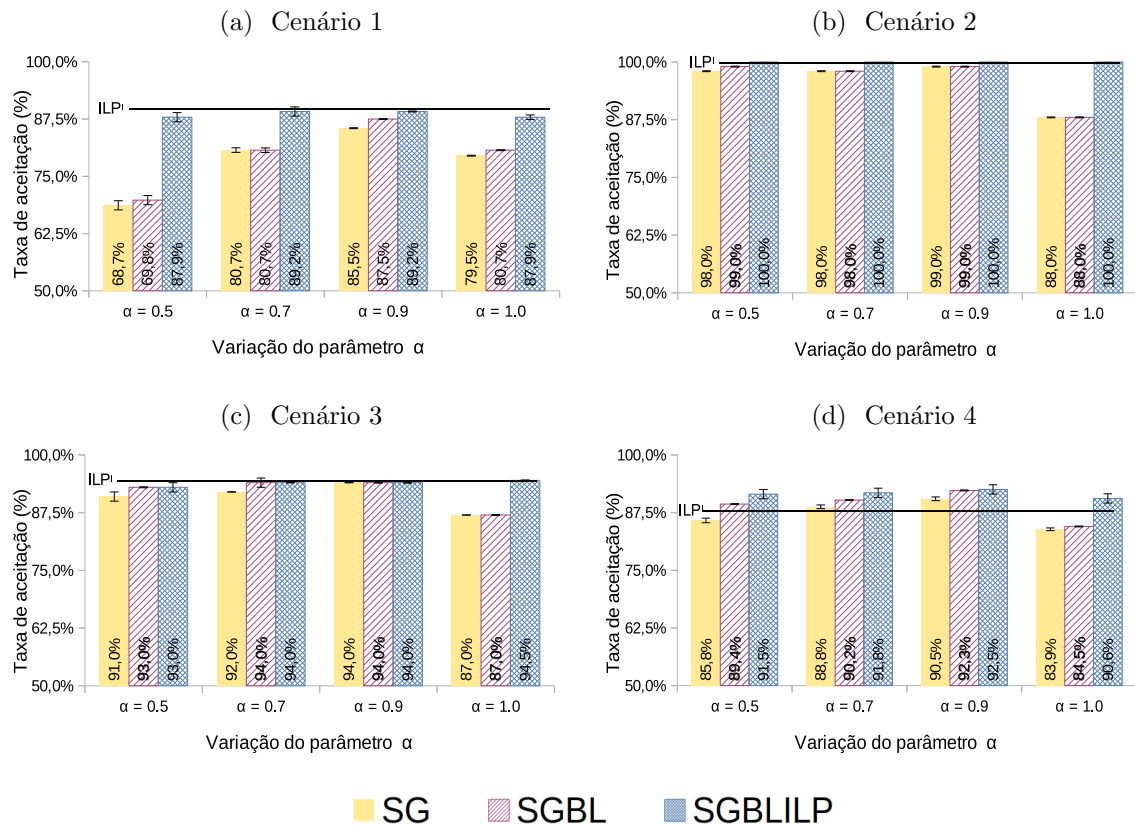 (a) Cenário 1
Taxa de aceitação (%)
100,0%
87,5%
75,0%
62,5%
50,0%
ILP
68,7%
69,8%
87,9%
80,7%
80,7%
89,2%
85,5%
87,5%
89,2%
79,5%
80,7%
87,9%
α = 0.5
α = 0.7
α = 0.9
α = 1.0
Variação do parâmetro α
(b) Cenário 2
Taxa de aceitação (%)
100,0%
87,5%
75,0%
62,5%
50,0%
ILP
98,0%
99,0%
100,0%
98,0%
98,0%
100,0%
99,0%
99,0%
100,0%
88,0%
88,0%
100,0%
α = 0.5
α = 0.7
α = 0.9
α = 1.0
Variação do parâmetro α
(c) Cenário 3
Taxa de aceitação (%)
100,0%
87,5%
75,0%
62,5%
50,0%
ILP
91,0%
93,0%
93,0%
92,0%
94,0%
94,0%
94,0%
94,0%
94,0%
87,0%
87,0%
94,5%
α = 0.5
α = 0.7
α = 0.9
α = 1.0
Variação do parâmetro α
(d) Cenário 4
Taxa de aceitação (%)
100,0%
87,5%
75,0%
62,5%
50,0%
ILP
85,8%
89,4%
91,5%
88,8%
90,2%
91,8%
90,5%
92,3%
92,5%
83,9%
84,5%
90,6%
α = 0.5
α = 0.7
α = 0.9
α = 1.0
Variação do parâmetro α
SG
SGBL
SGBLILP